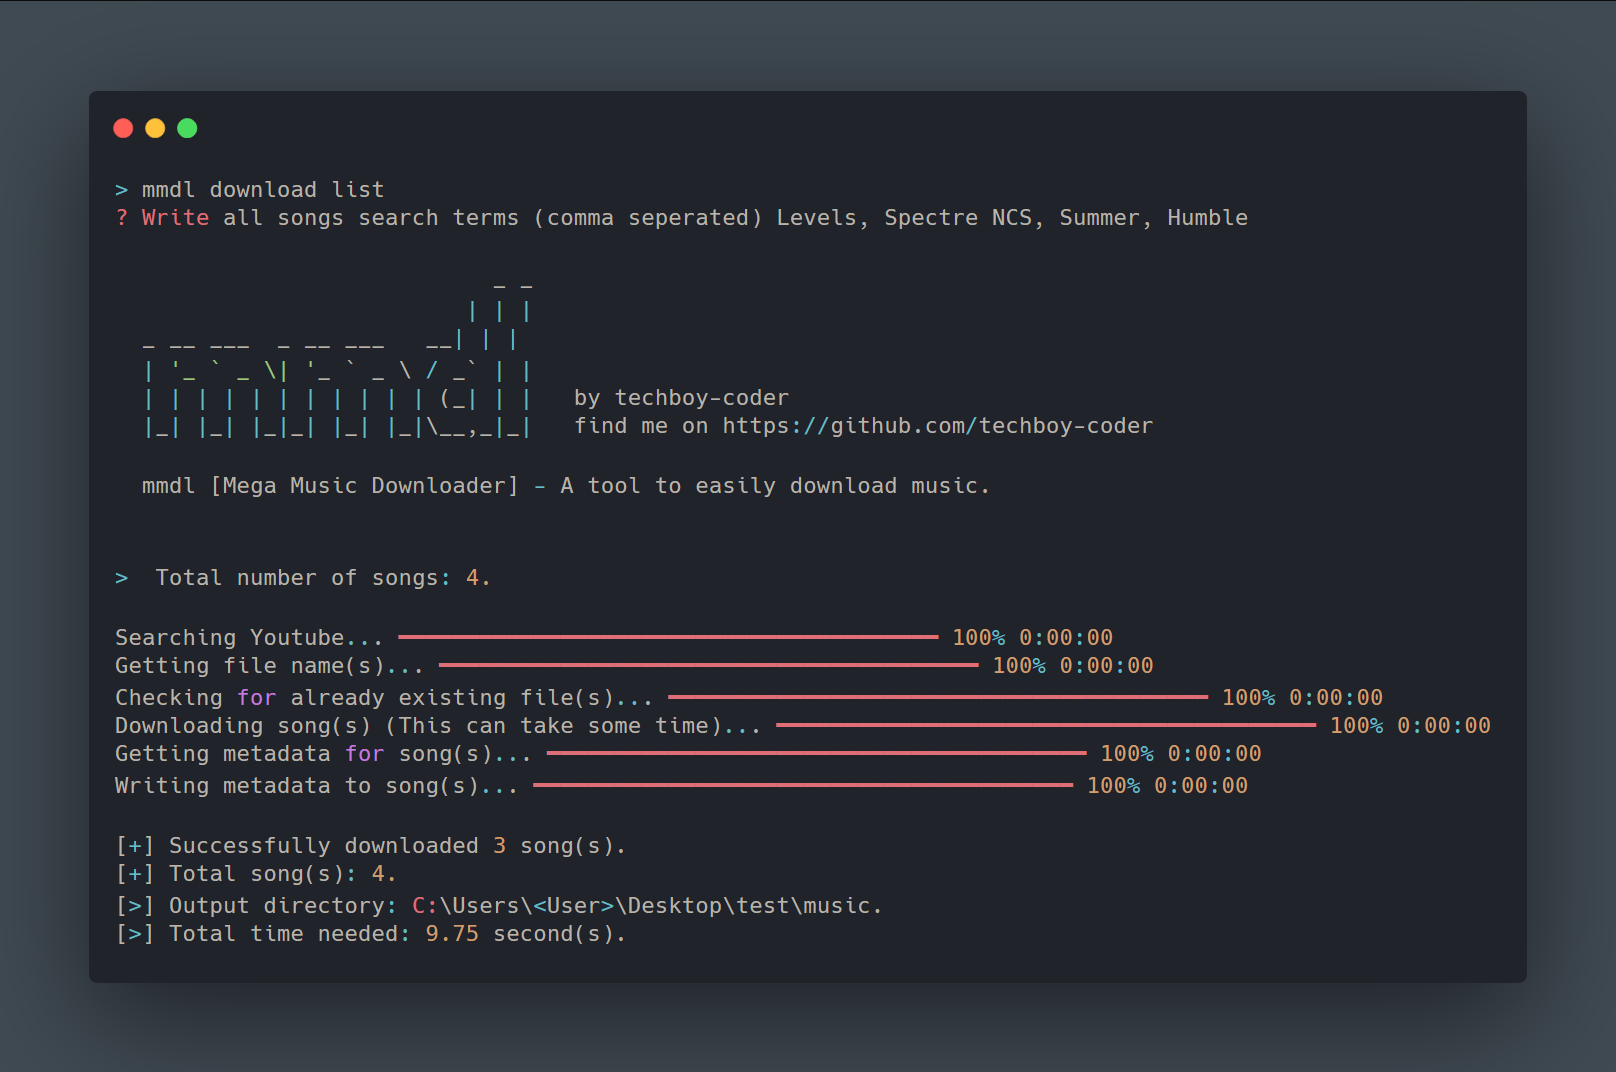 > mmdl download list
? Write all songs search terms (comma seperated) Levels, Spectre NCS, Summer, Humble
                            _ _
                          | | |
  _ __ ___  _ __ ___   __| | |
  | '_ ` _ \| '_ ` _ \ / _` | |
  | | | | | | | | | | | (_| | |   by techboy-coder
  |_| |_| |_|_| |_| |_|\__,_|_|   find me on https://github.com/techboy-coder
  mmdl [Mega Music Downloader] - A tool to easily download music.
>  Total number of songs: 4.
Searching Youtube... ━━━━━━━━━━━━━━━━━━━━━━━━━━━━━━━━━━━━━━━━ 100% 0:00:00
Getting file name(s)... ━━━━━━━━━━━━━━━━━━━━━━━━━━━━━━━━━━━━━━━━ 100% 0:00:00
Checking for already existing file(s)... ━━━━━━━━━━━━━━━━━━━━━━━━━━━━━━━━━━━━━━━━ 100% 0:00:00
Downloading song(s) (This can take some time)... ━━━━━━━━━━━━━━━━━━━━━━━━━━━━━━━━━━━━━━━━ 100% 0:00:00
Getting metadata for song(s)... ━━━━━━━━━━━━━━━━━━━━━━━━━━━━━━━━━━━━━━━━ 100% 0:00:00
Writing metadata to song(s)... ━━━━━━━━━━━━━━━━━━━━━━━━━━━━━━━━━━━━━━━━ 100% 0:00:00
[+] Successfully downloaded 3 song(s).
[+] Total song(s): 4.
[>] Output directory: C:\Users\<User>\Desktop\test\music.
[>] Total time needed: 9.75 second(s).